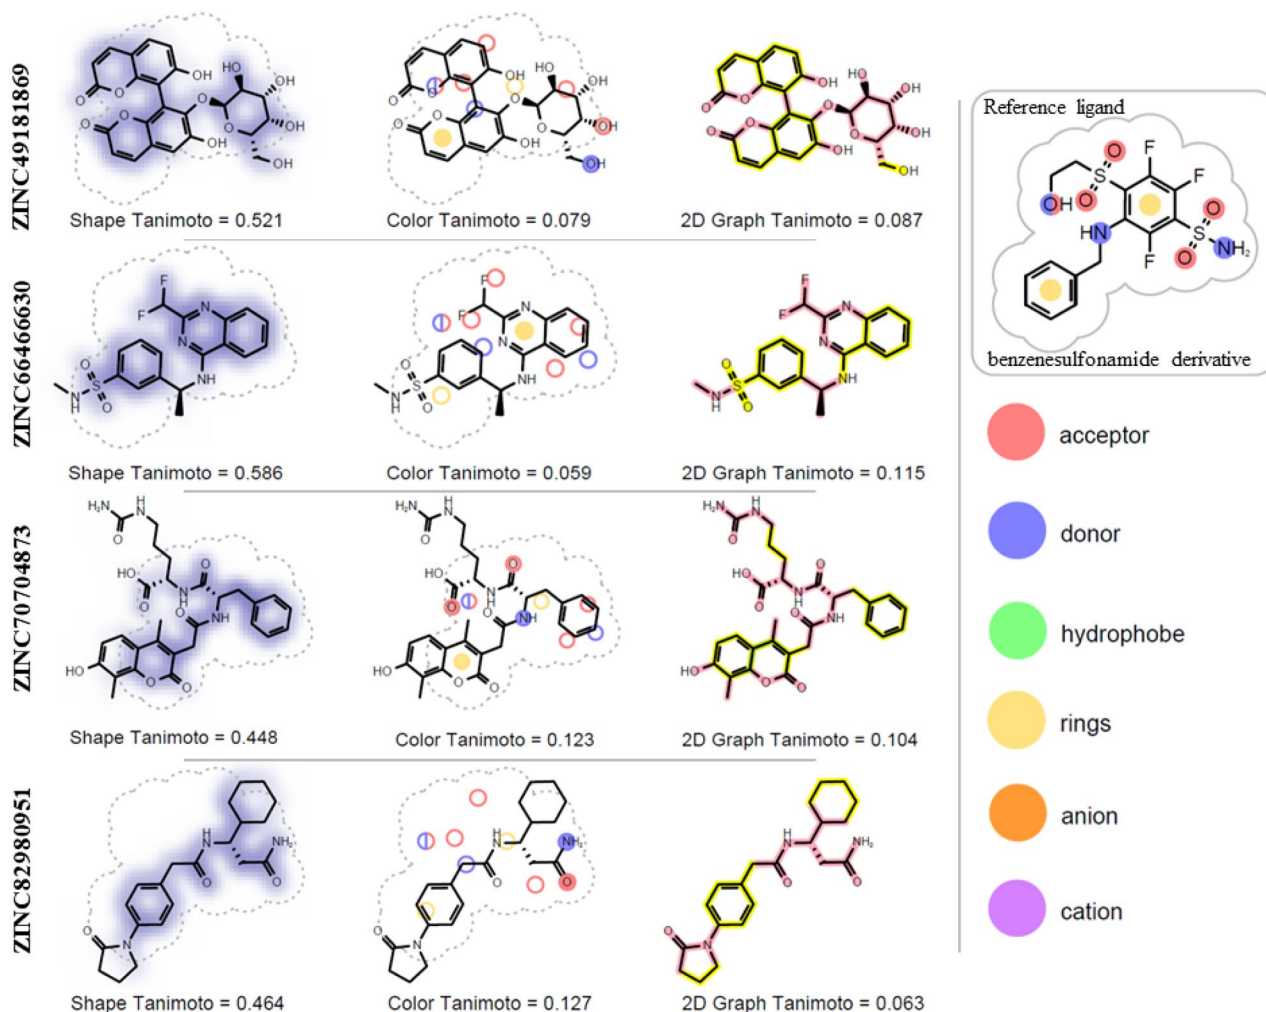 ZINC49181869
Shape Tanimoto = 0.521
Color Tanimoto = 0.079
2D Graph Tanimoto = 0.087
ZINC66466630
Shape Tanimoto = 0.586
Color Tanimoto = 0.059
2D Graph Tanimoto = 0.115
ZINC70704873
Shape Tanimoto = 0.448
Color Tanimoto = 0.123
2D Graph Tanimoto = 0.104
ZINC82980951
Shape Tanimoto = 0.464
Color Tanimoto = 0.127
2D Graph Tanimoto = 0.063
Reference ligand
benzenesulfonamide derivative
acceptor
donor
hydrophobe
rings
anion
cation